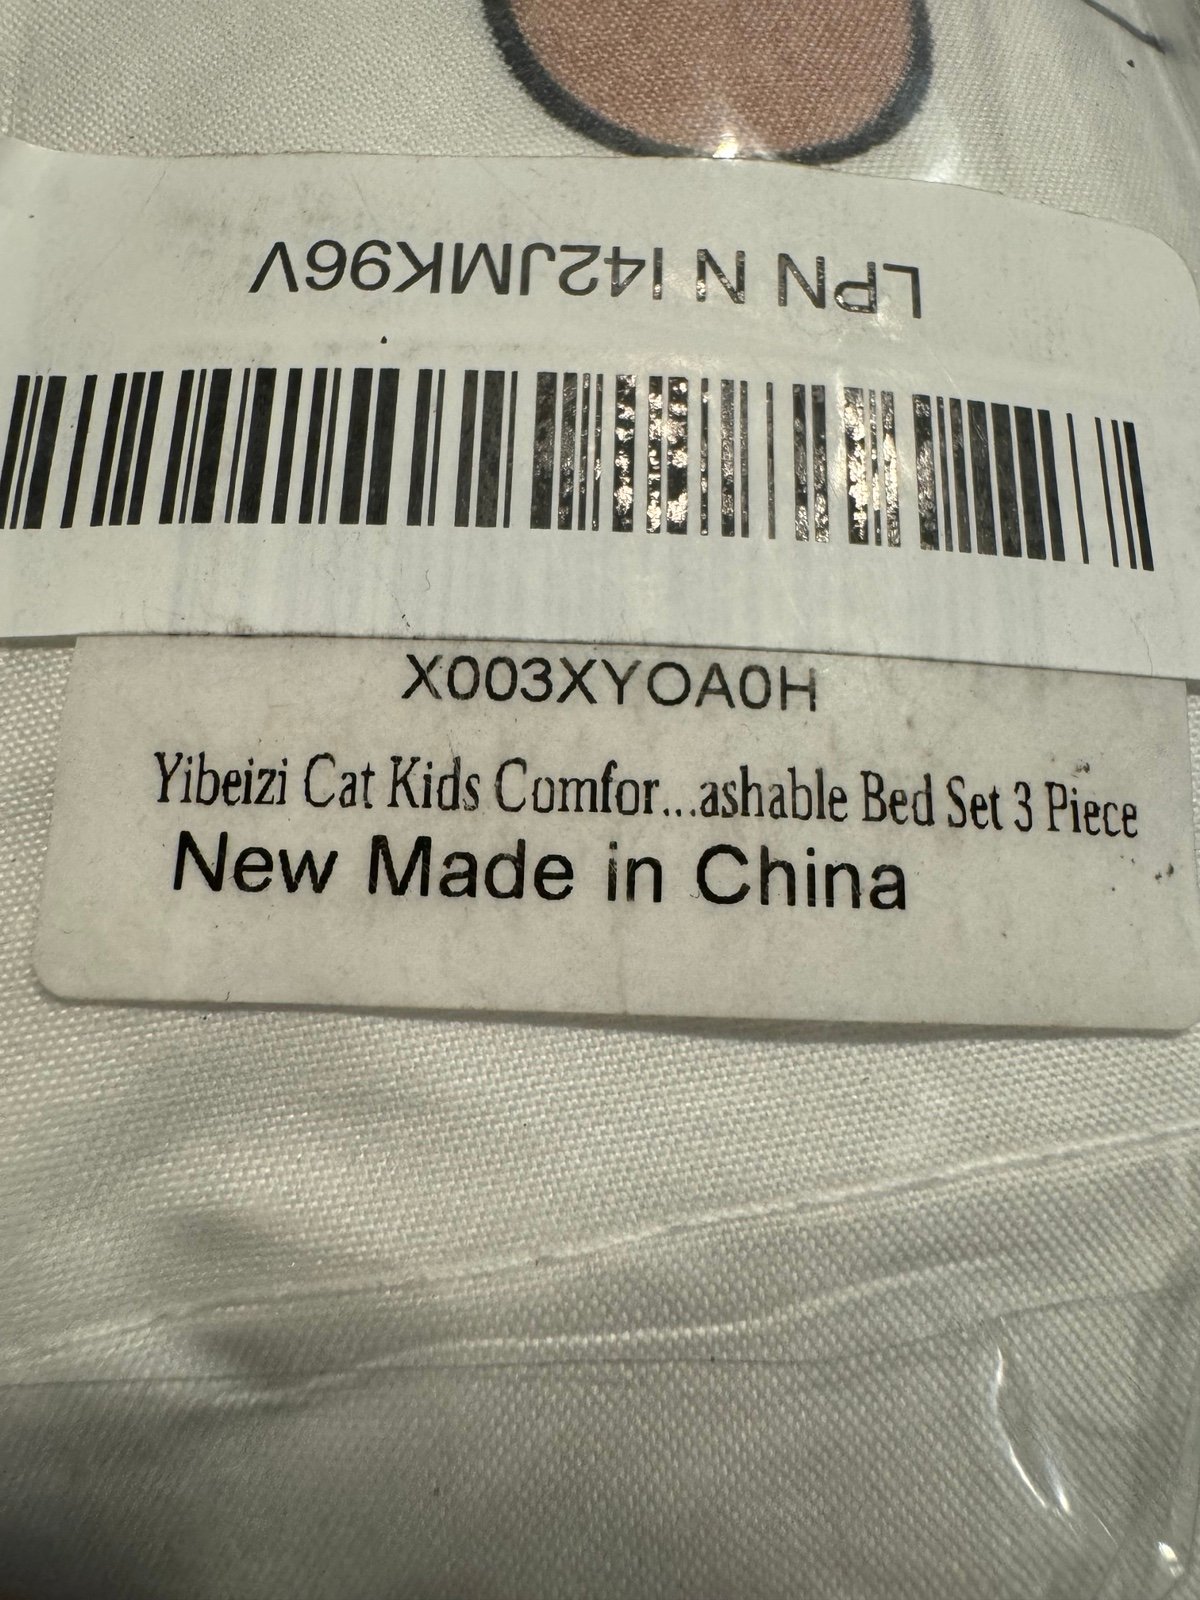 LPN N I42JMK96V
X003XYOA0H
Yibeizi Cat Kids Comfor...ashable Bed Set 3 Piece
New Made in China